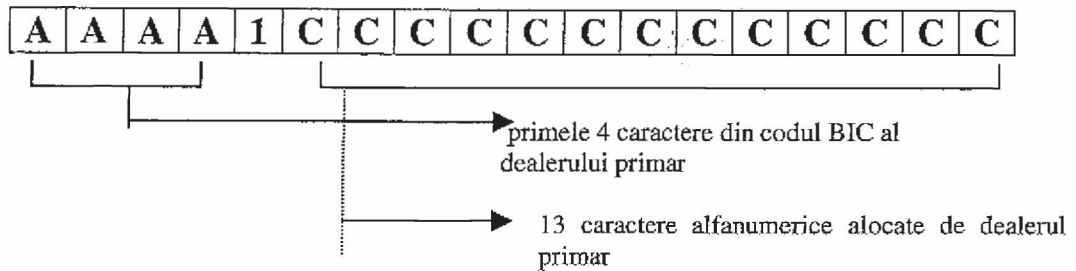 A A A A 1 C C C C C C C C C C C C C
primele 4 caractere din codul BIC al
dealerului primar
13 caractere alfanumerice alocate de dealerul
primar